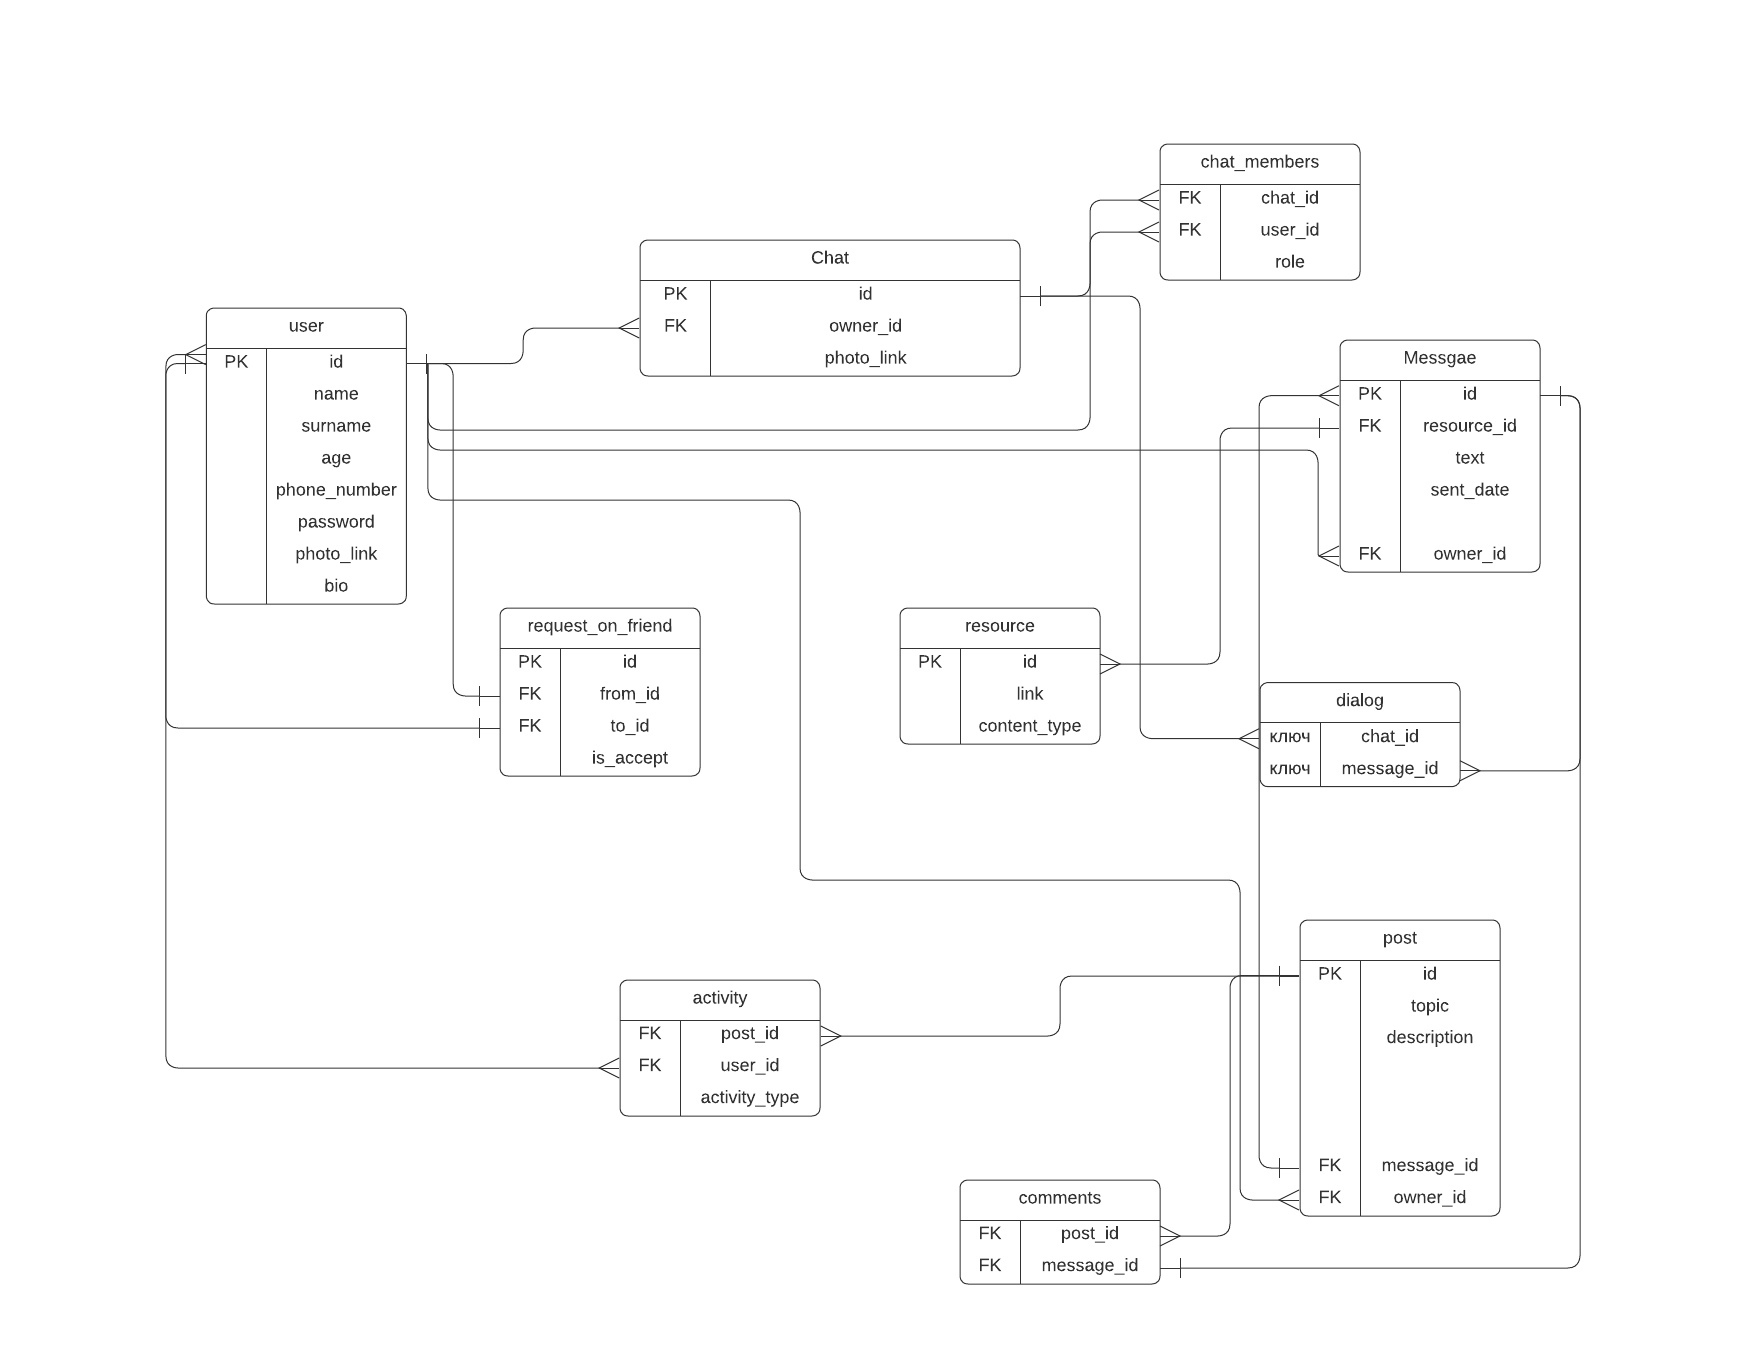 chat_members
FK chat_id
FK user_id
role
Chat
PK id
FK owner_id
photo_link
user
PK id
name
surname
age
phone_number
password
photo_link
bio
Messgae
PK id
FK resource_id
text
sent_date
FK owner_id
request_on_friend
PK id
FK from_id
FK to_id
is_accept
resource
PK id
link
content_type
dialog
ключ chat_id
ключ message_id
post
PK id
topic
description
FK message_id
FK owner_id
activity
FK post_id
FK user_id
activity_type
comments
FK post_id
FK message_id